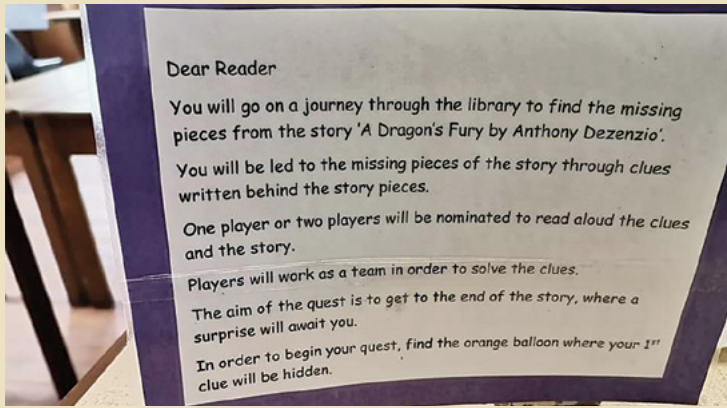 Dear Reader
You will go on a journey through the library to find the missing
pieces from the story 'A Dragon's Fury by Anthony Dezenzio'.
You will be led to the missing pieces of the story through clues
written behind the story pieces.
One player or two players will be nominated to read aloud the clues
and the story.
Players will work as a team in order to solve the clues.
The aim of the quest is to get to the end of the story, where a
surprise will await you.
In order to begin your quest, find the orange balloon where your 1st
clue will be hidden.